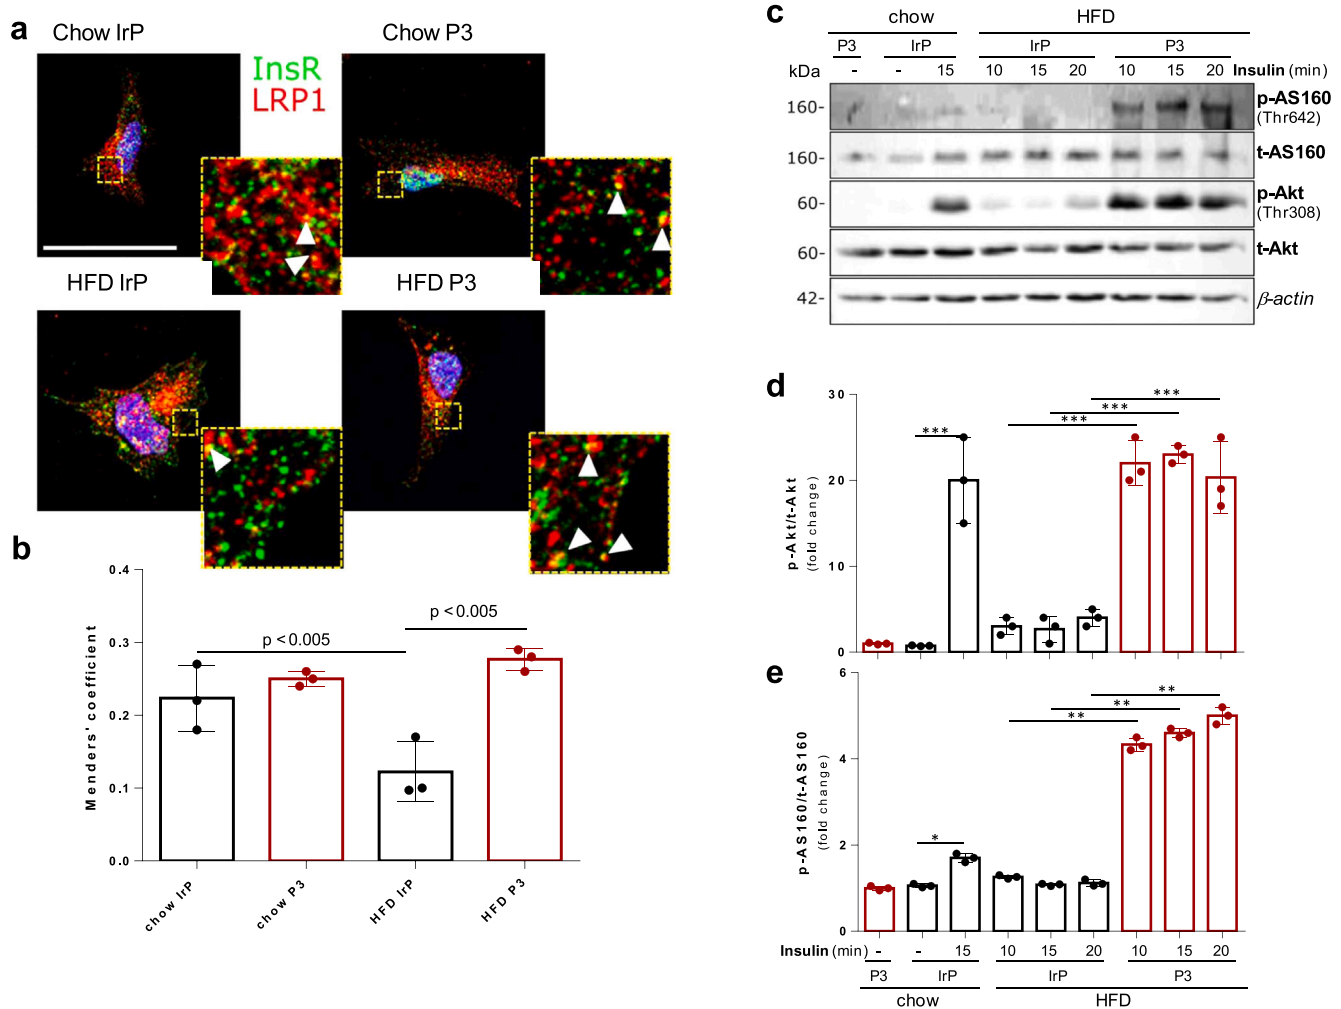 a
Chow IrP
Chow P3
InsR
LRP1
HFD IrP
HFD P3
b
0.4
0.3
0.2
0.1
0.0
Menders' coefficient
p < 0.005
p < 0.005
chow IrP
chow P3
HFD IrP
HFD P3
c
chow
HFD
P3
IrP
IrP
P3
kDa
-
-
15
10
15
20
10
15
20
Insulin (min)
160-
p-AS160
(Thr642)
160-
t-AS160
60-
p-Akt
(Thr308)
60-
t-Akt
42-
β-actin
d
30
20
10
0
p-Akt/t-Akt
(fold change)
***
***
***
***
e
6
4
2
0
p-AS160/t-AS160
(fold change)
*
**
**
**
Insulin (min)
-
-
15
10
15
20
10
15
20
P3
IrP
IrP
P3
chow
HFD